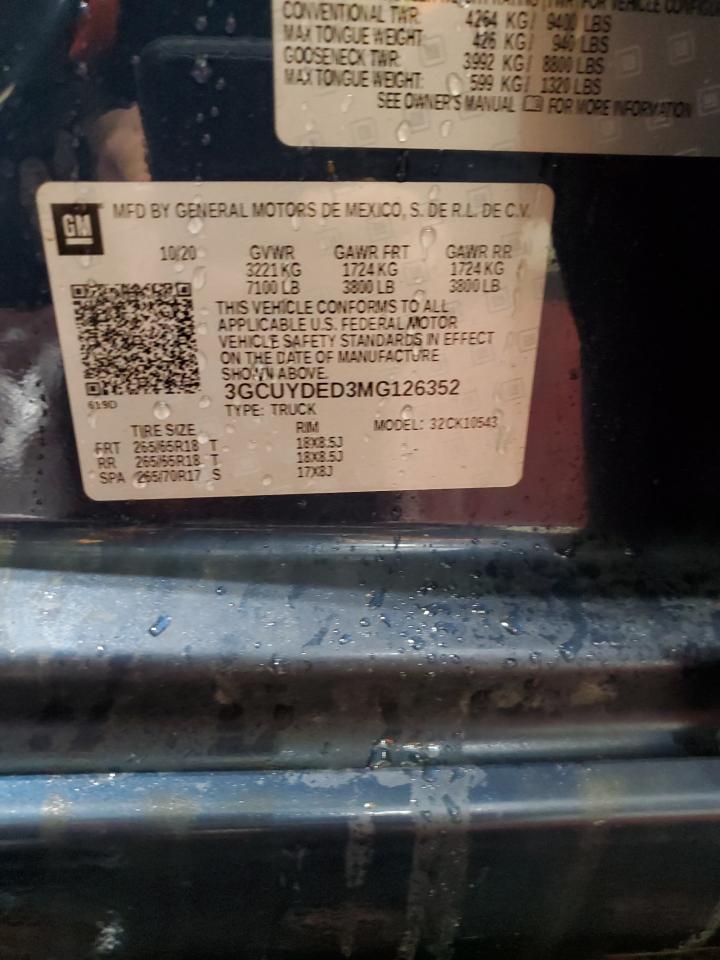 CONVENTIONAL TWR: 4264 KG/ 9400 LBS
MAX TONGUE WEIGHT: 426 KG/ 940 LBS
GOOSENECK TWR: 3992 KG/ 8800 LBS
MAX TONGUE WEIGHT: 599 KG/ 1320 LBS
SEE OWNER'S MANUAL FOR MORE INFORMATION
GM
MFD BY GENERAL MOTORS DE MEXICO, S. DE R.L. DE C.V.
10/20 GVWR GAWR FRT GAWR RR
3221 KG 1724 KG 1724 KG
7100 LB 3800 LB 3800 LB
THIS VEHICLE CONFORMS TO ALL
APPLICABLE U.S. FEDERAL MOTOR
VEHICLE SAFETY STANDARDS IN EFFECT
ON THE DATE OF MANUFACTURE
SHOWN ABOVE.
3GCUYDED3MG126352
619D
TYPE: TRUCK
MODEL: 32CK10543
TIRE SIZE RIM
FRT 265/65R18 T 18X8.5J
RR 265/65R18 T 18X8.5J
SPA 265/70R17 S 17X8J